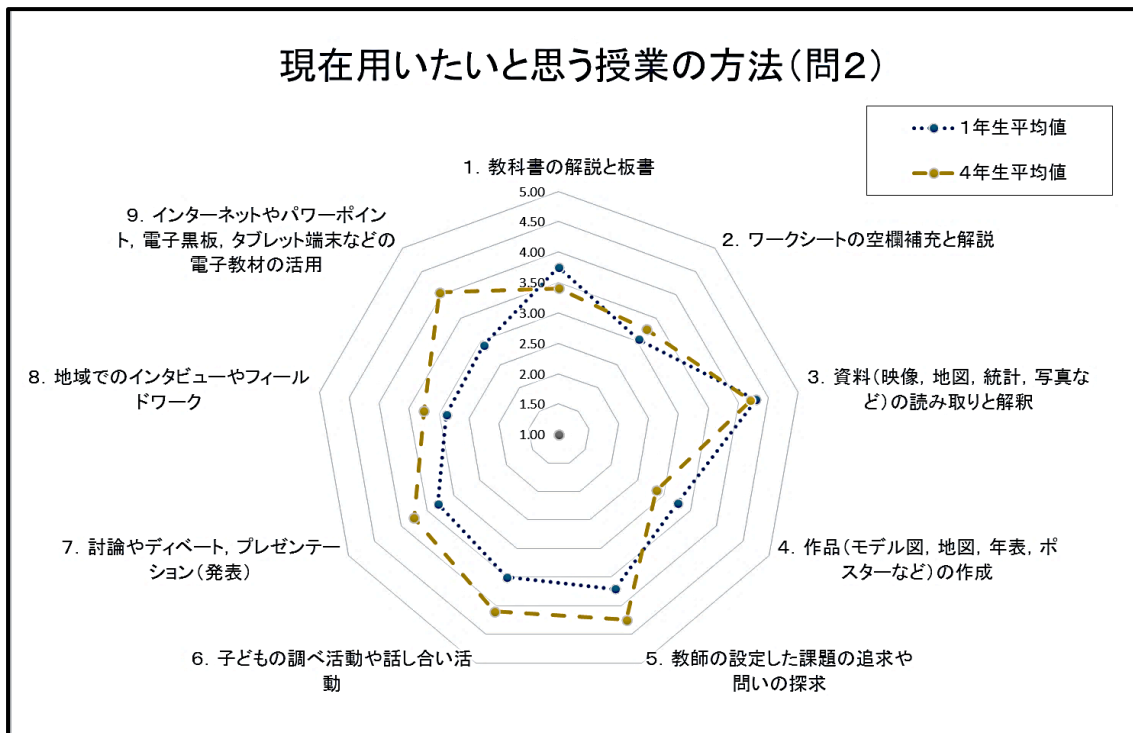 現在用いたいと思う授業の方法(問2)
1年生平均値
4年生平均値
1. 教科書の解説と板書
2. ワークシートの空欄補充と解説
3. 資料(映像, 地図, 統計, 写真な
ど)の読み取りと解釈
4. 作品(モデル図, 地図, 年表, ポ
スターなど)の作成
5. 教師の設定した課題の追求や
問いの探求
6. 子どもの調べ活動や話し合い活
動
7. 討論やディベート, プレゼンテー
ション(発表)
8. 地域でのインタビューやフィール
ドワーク
9. インターネットやパワーポイン
ト, 電子黒板, タブレット端末などの
電子教材の活用
5.00
4.50
4.00
3.50
3.00
2.50
2.00
1.50
1.00